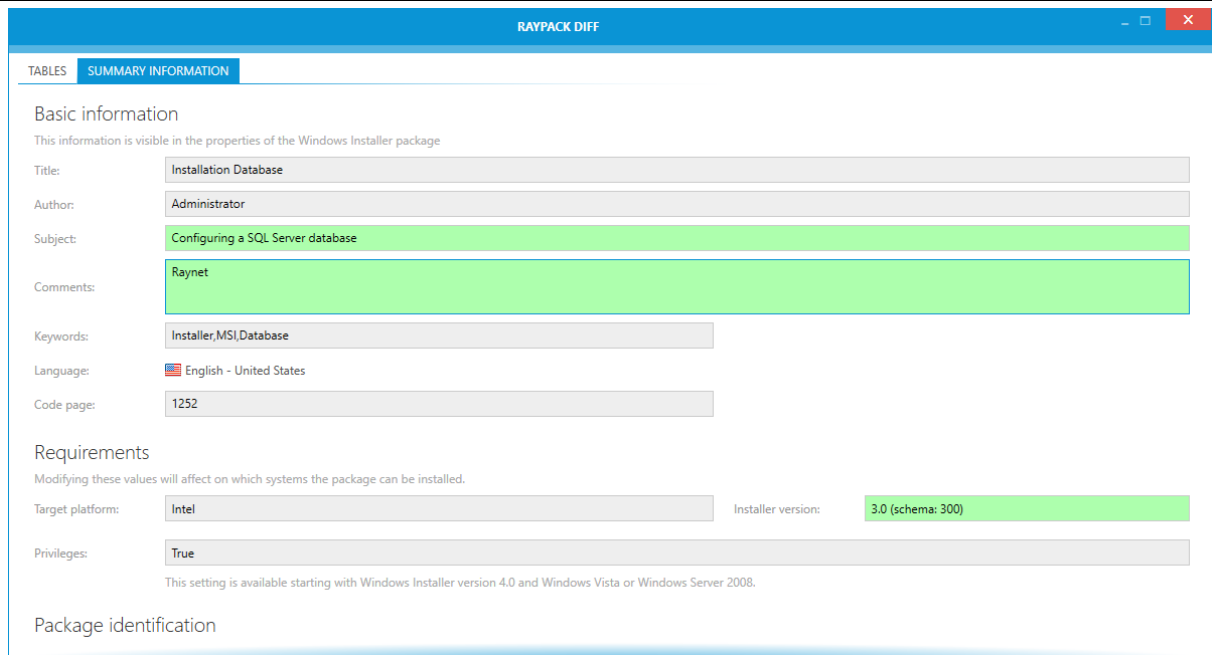 RAYPACK DIFF
TABLES SUMMARY INFORMATION
Basic information
This information is visible in the properties of the Windows Installer package
Title: Installation Database
Author: Administrator
Subject: Configuring a SQL Server database
Comments: Raynet
Keywords: Installer,MSI,Database
Language: English - United States
Code page: 1252
Requirements
Modifying these values will affect on which systems the package can be installed.
Target platform: Intel Installer version: 3.0 (schema: 300)
Privileges: True
This setting is available starting with Windows Installer version 4.0 and Windows Vista or Windows Server 2008.
Package identification